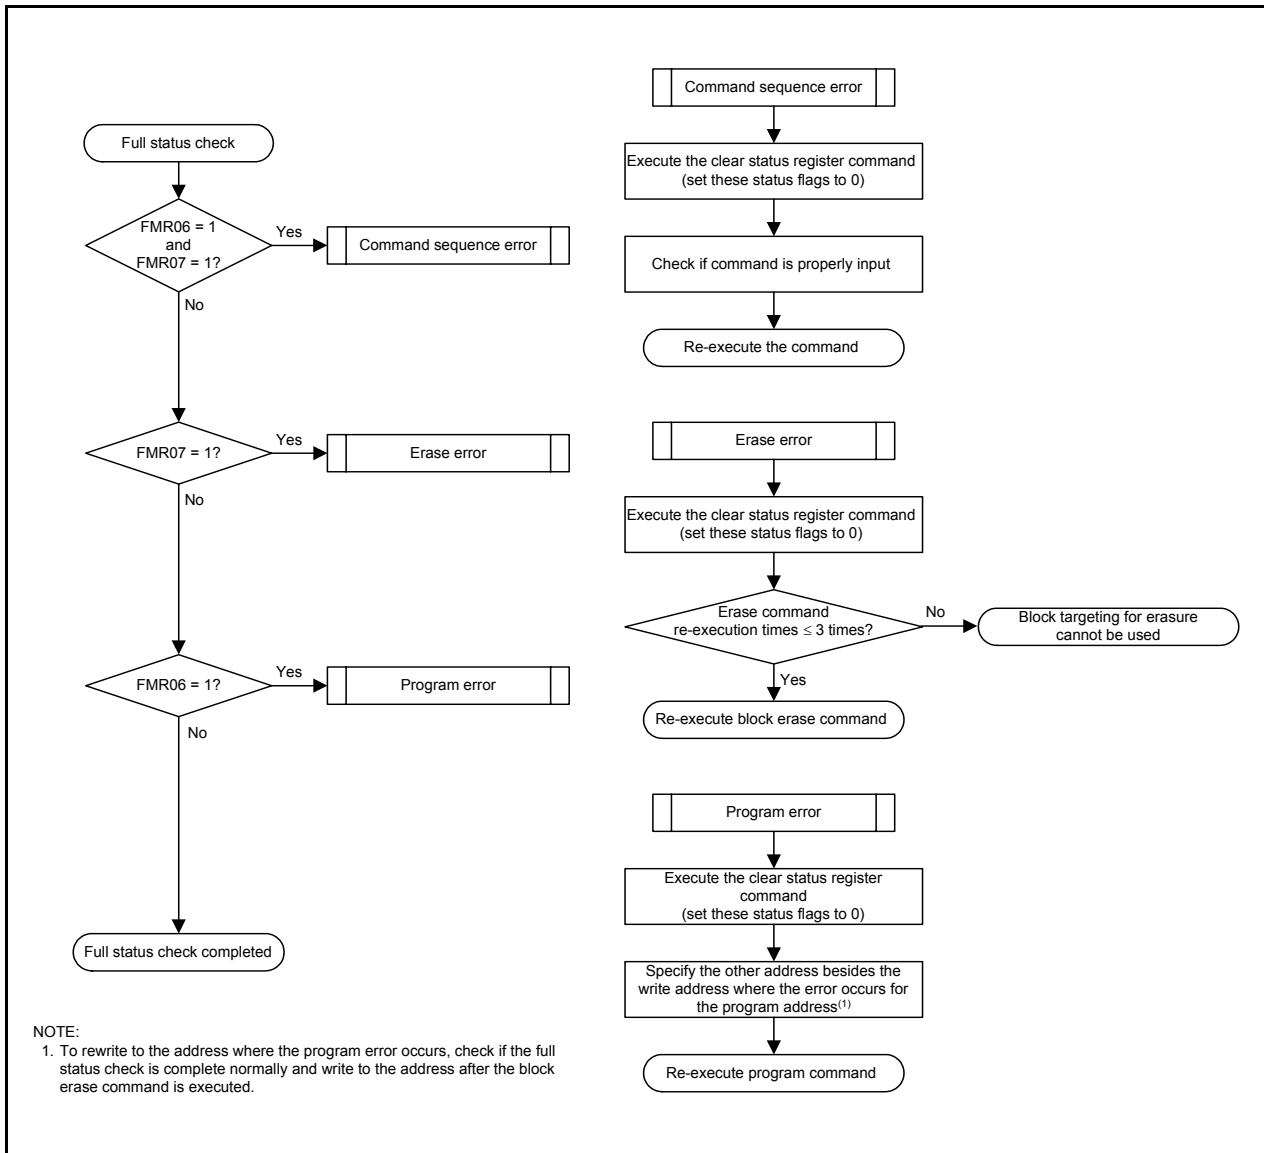 Full status check
FMR06 = 1
and
FMR07 = 1?
Yes
Command sequence error
No
FMR07 = 1?
Yes
Erase error
No
FMR06 = 1?
Yes
Program error
No
Full status check completed
NOTE:
1. To rewrite to the address where the program error occurs, check if the full
status check is complete normally and write to the address after the block
erase command is executed.
Command sequence error
Execute the clear status register command
(set these status flags to 0)
Check if command is properly input
Re-execute the command
Erase error
Execute the clear status register command
(set these status flags to 0)
Erase command
re-execution times ≤ 3 times?
No
Block targeting for erasure
cannot be used
Yes
Re-execute block erase command
Program error
Execute the clear status register
command
(set these status flags to 0)
Specify the other address besides the
write address where the error occurs for
the program address(1)
Re-execute program command